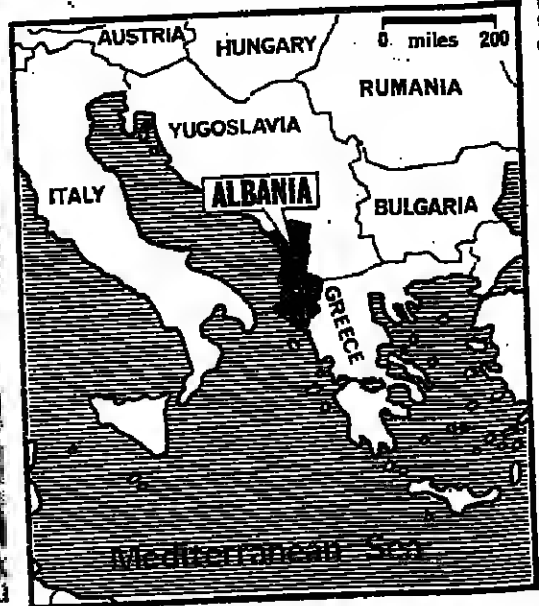 AUSTRIA
HUNGARY
0 miles 200
RUMANIA
YUGOSLAVIA
ITALY
ALBANIA
BULGARIA
GREECE
Mediterranean Sea